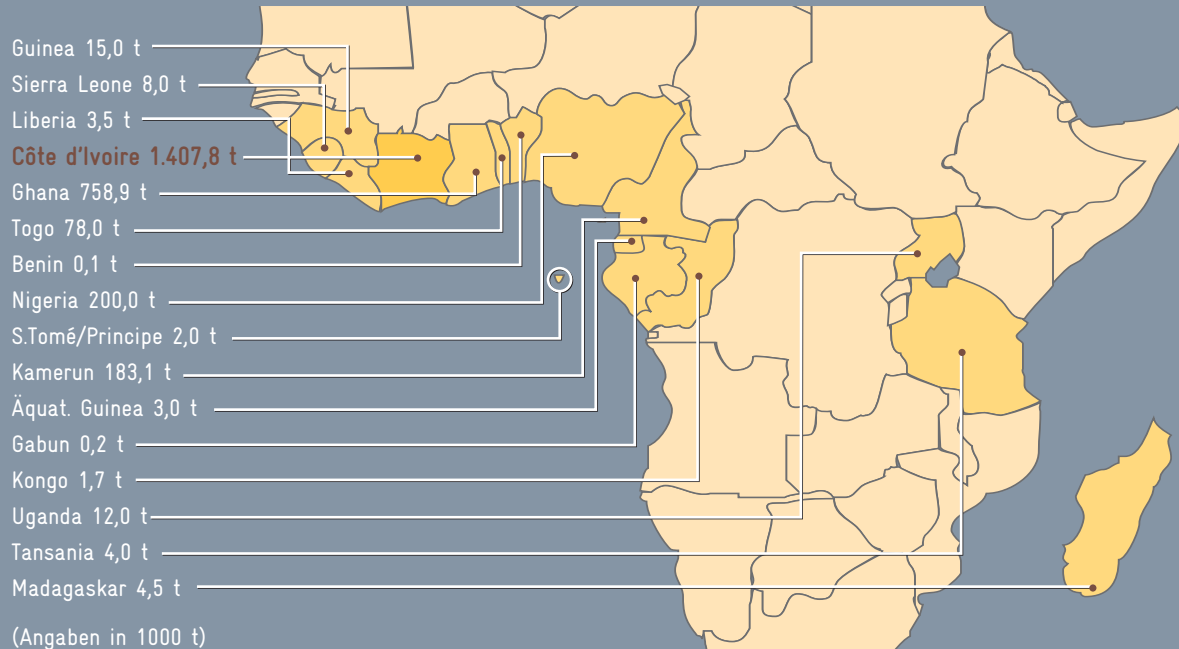 Guinea 15,0 t
Sierra Leone 8,0 t
Liberia 3,5 t
Côte d'Ivoire 1.407,8 t
Ghana 758,9 t
Togo 78,0 t
Benin 0,1 t
Nigeria 200,0 t
S.Tomé/Principe 2,0 t
Kamerun 183,1 t
Äquat. Guinea 3,0 t
Gabun 0,2 t
Kongo 1,7 t
Uganda 12,0 t
Tansania 4,0 t
Madagaskar 4,5 t
(Angaben in 1000 t)